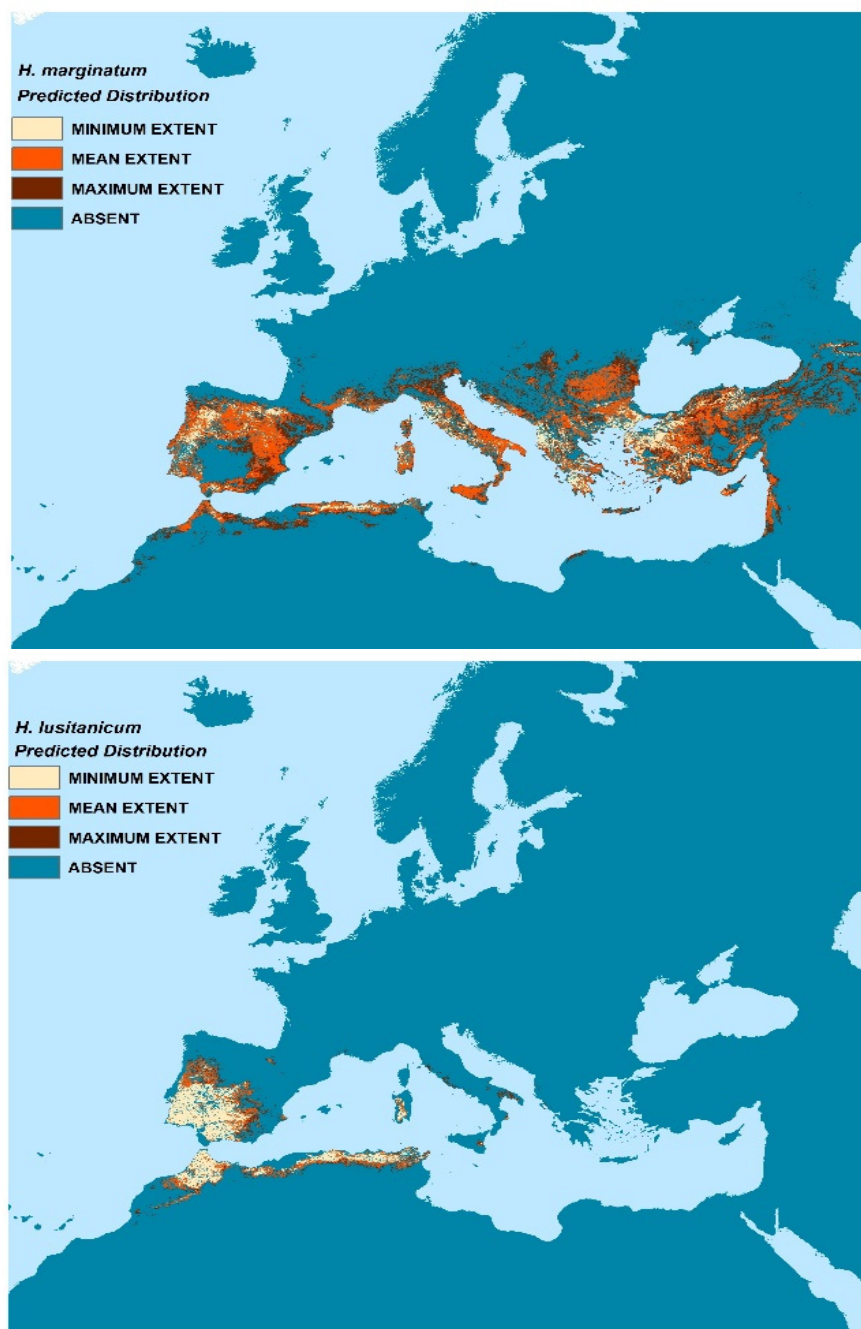 H. marginatum
Predicted Distribution
MINIMUM EXTENT
MEAN EXTENT
MAXIMUM EXTENT
ABSENT
H. lusitanicum
Predicted Distribution
MINIMUM EXTENT
MEAN EXTENT
MAXIMUM EXTENT
ABSENT